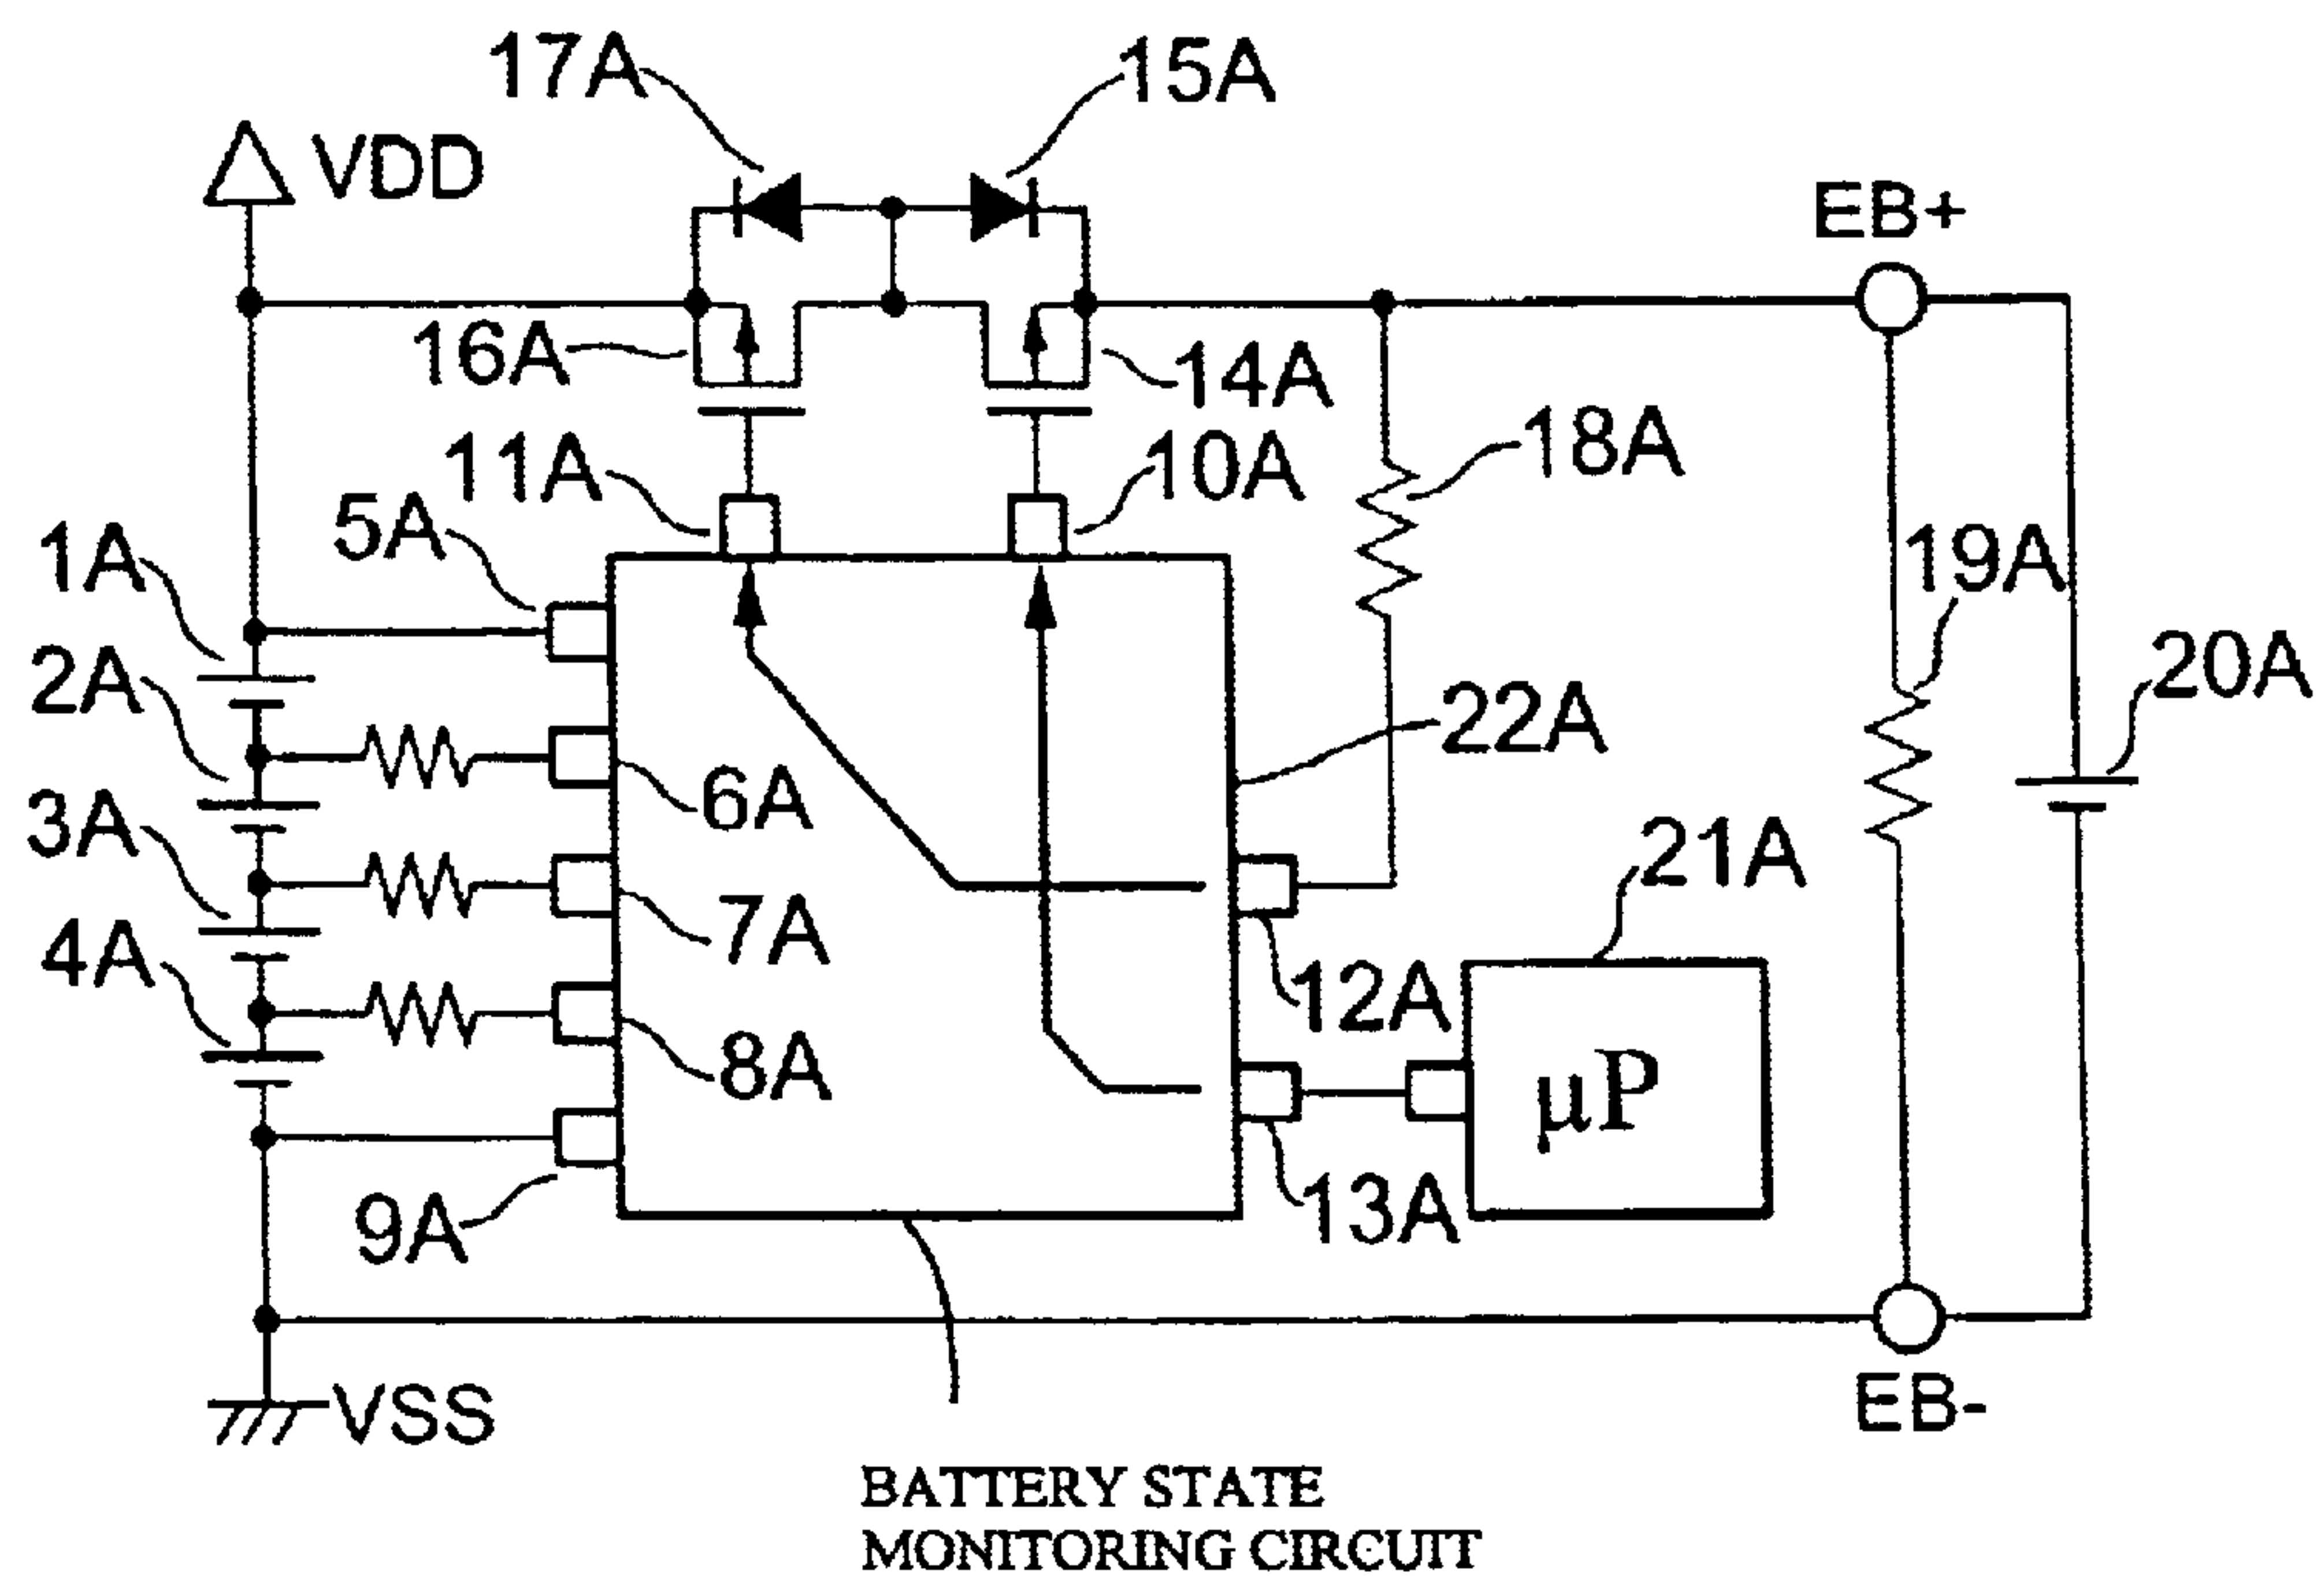 17A
15A
VDD
EB+
16A
14A
11A
10A
18A
5A
1A
19A
2A
20A
22A
6A
3A
21A
7A
4A
12A
8A
µP
9A
13A
VSS
EB-
BATTERY STATE
MONITORING CIRCUIT